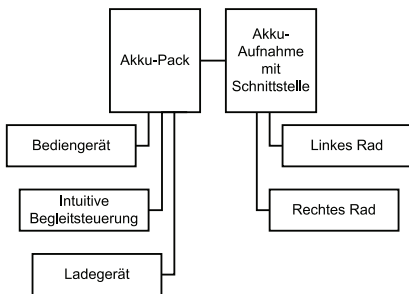 Akku-Pack
Akku-
Aufnahme
mit
Schnittstelle
Bediengerät
Linkes Rad
Intuitive
Begleitsteuerung
Rechtes Rad
Ladegerät